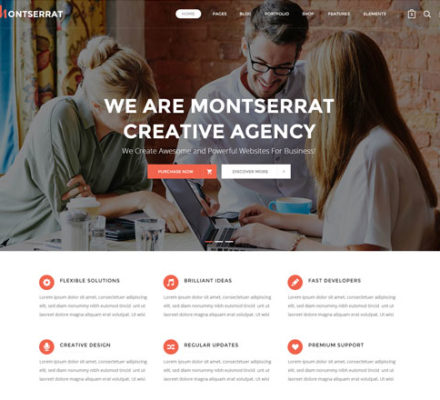 MONTSERRAT
HOME PAGES BLOG PORTFOLIO SHOP FEATURES ELEMENTS
WE ARE MONTSERRAT
CREATIVE AGENCY
We Create Awesome and Powerful Websites For Business!
PURCHASE NOW DISCOVER MORE
FLEXIBLE SOLUTIONS BRILLIANT IDEAS FAST DEVELOPERS
Lorem ipsum dolor sit amet, consectetuer adipiscing Lorem ipsum dolor sit amet, consectetuer adipiscing Lorem ipsum dolor sit amet, consectetuer adipiscing
elit, sed diam nonummy nibh euismod tincid unt ut elit, sed diam nonummy nibh euismod tincid unt ut elit, sed diam nonummy nibh euismod tincid unt ut
laoreet dolore magna aliquam erat volutpat. Ut wisi laoreet dolore magna aliquam erat volutpat. Ut wisi laoreet dolore magna aliquam erat volutpat. Ut wisi
CREATIVE DESIGN REGULAR UPDATES PREMIUM SUPPORT
Lorem ipsum dolor sit amet, consectetuer adipiscing Lorem ipsum dolor sit amet, consectetuer adipiscing Lorem ipsum dolor sit amet, consectetuer adipiscing
elit, sed diam nonummy nibh euismod tincid unt ut elit, sed diam nonummy nibh euismod tincid unt ut elit, sed diam nonummy nibh euismod tincid unt ut
laoreet dolore magna aliquam erat volutpat. Ut wisi laoreet dolore magna aliquam erat volutpat. Ut wisi laoreet dolore magna aliquam erat volutpat. Ut wisi